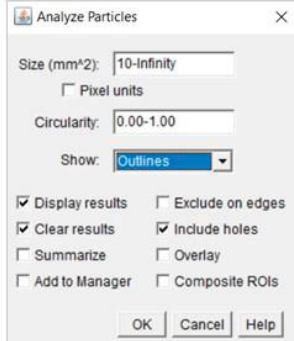 Analyze Particles
Size (mm^2): 10-Infinity
Pixel units
Circularity: 0.00-1.00
Show: Outlines
Display results Exclude on edges
Clear results Include holes
Summarize Overlay
Add to Manager Composite ROIs
OK Cancel Help